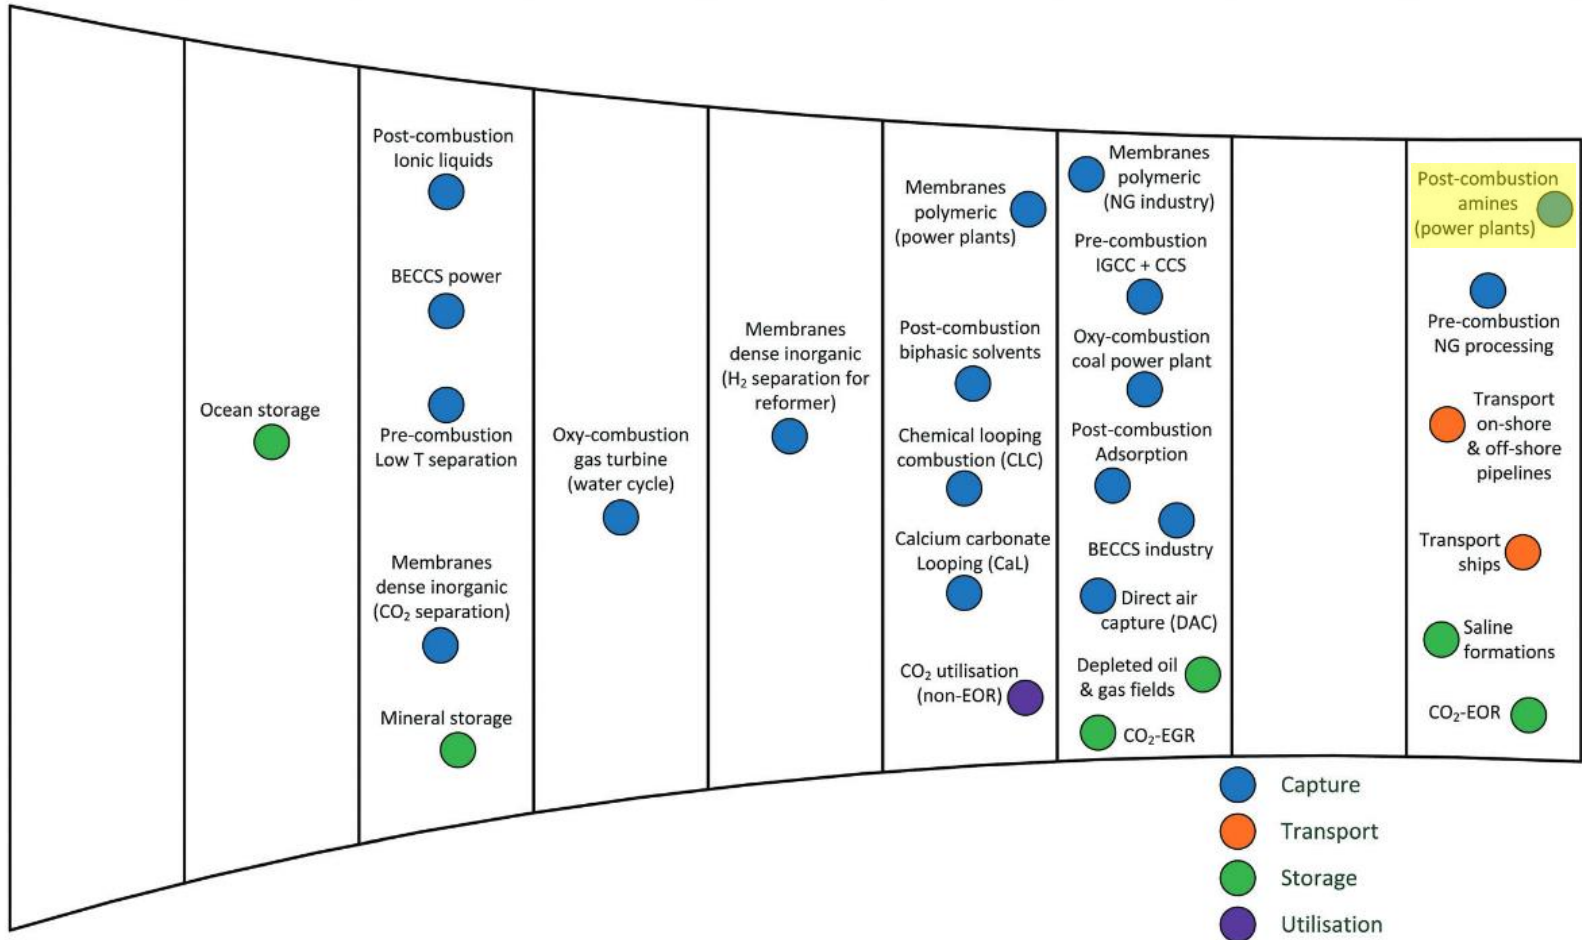 Ocean storage
Post-combustion
Ionic liquids
BECCS power
Pre-combustion
Low T separation
Membranes
dense inorganic
(CO₂ separation)
Mineral storage
Oxy-combustion
gas turbine
(water cycle)
Membranes
dense inorganic
(H₂ separation for
reformer)
Membranes
polymeric
(power plants)
Post-combustion
biphasic solvents
Chemical looping
combustion (CLC)
Calcium carbonate
Looping (CaL)
CO₂ utilisation
(non-EOR)
Membranes
polymeric
(NG industry)
Pre-combustion
IGCC + CCS
Oxy-combustion
coal power plant
Post-combustion
Adsorption
BECCS industry
Direct air
capture (DAC)
Depleted oil
& gas fields
CO₂-EGR
Post-combustion
amines
(power plants)
Pre-combustion
NG processing
Transport
on-shore
& off-shore
pipelines
Transport
ships
Saline
formations
CO₂-EOR
Capture
Transport
Storage
Utilisation